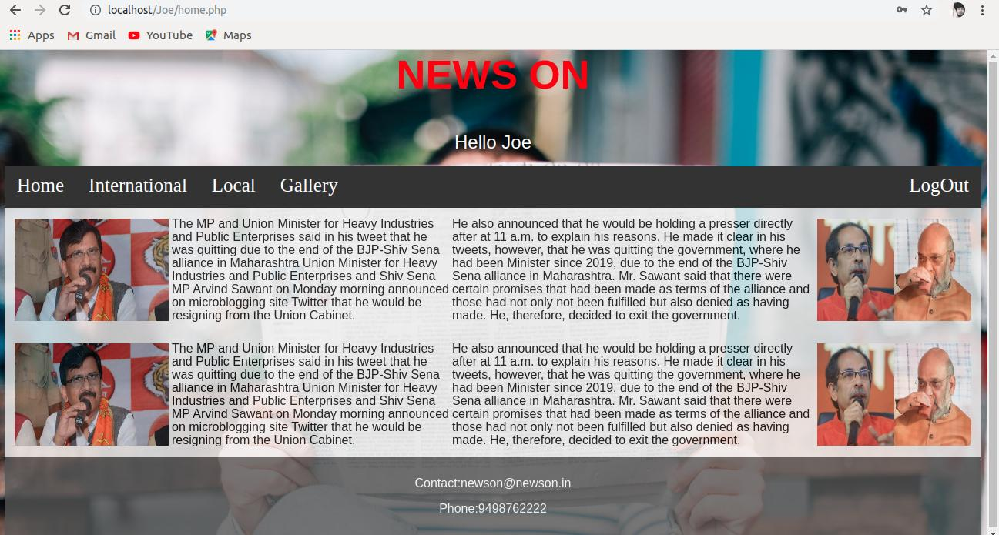 localhost/Joe/home.php
Apps Gmail YouTube Maps
NEWS ON
Hello Joe
Home International Local Gallery LogOut
The MP and Union Minister for Heavy Industries
and Public Enterprises said in his tweet that he
was quitting due to the end of the BJP-Shiv Sena
alliance in Maharashtra Union Minister for Heavy
Industries and Public Enterprises and Shiv Sena
MP Arvind Sawant on Monday morning announced
on microblogging site Twitter that he would be
resigning from the Union Cabinet.
He also announced that he would be holding a presser directly
after at 11 a.m. to explain his reasons. He made it clear in his
tweets, however, that he was quitting the government, where he
had been Minister since 2019, due to the end of the BJP-Shiv
Sena alliance in Maharashtra. Mr. Sawant said that there were
certain promises that had been made as terms of the alliance and
those had not only not been fulfilled but also denied as having
made. He, therefore, decided to exit the government.
The MP and Union Minister for Heavy Industries
and Public Enterprises said in his tweet that he
was quitting due to the end of the BJP-Shiv Sena
alliance in Maharashtra Union Minister for Heavy
Industries and Public Enterprises and Shiv Sena
MP Arvind Sawant on Monday morning announced
on microblogging site Twitter that he would be
resigning from the Union Cabinet.
He also announced that he would be holding a presser directly
after at 11 a.m. to explain his reasons. He made it clear in his
tweets, however, that he was quitting the government, where he
had been Minister since 2019, due to the end of the BJP-Shiv
Sena alliance in Maharashtra. Mr. Sawant said that there were
certain promises that had been made as terms of the alliance and
those had not only not been fulfilled but also denied as having
made. He, therefore, decided to exit the government.
Contact:newson@newson.in
Phone:9498762222